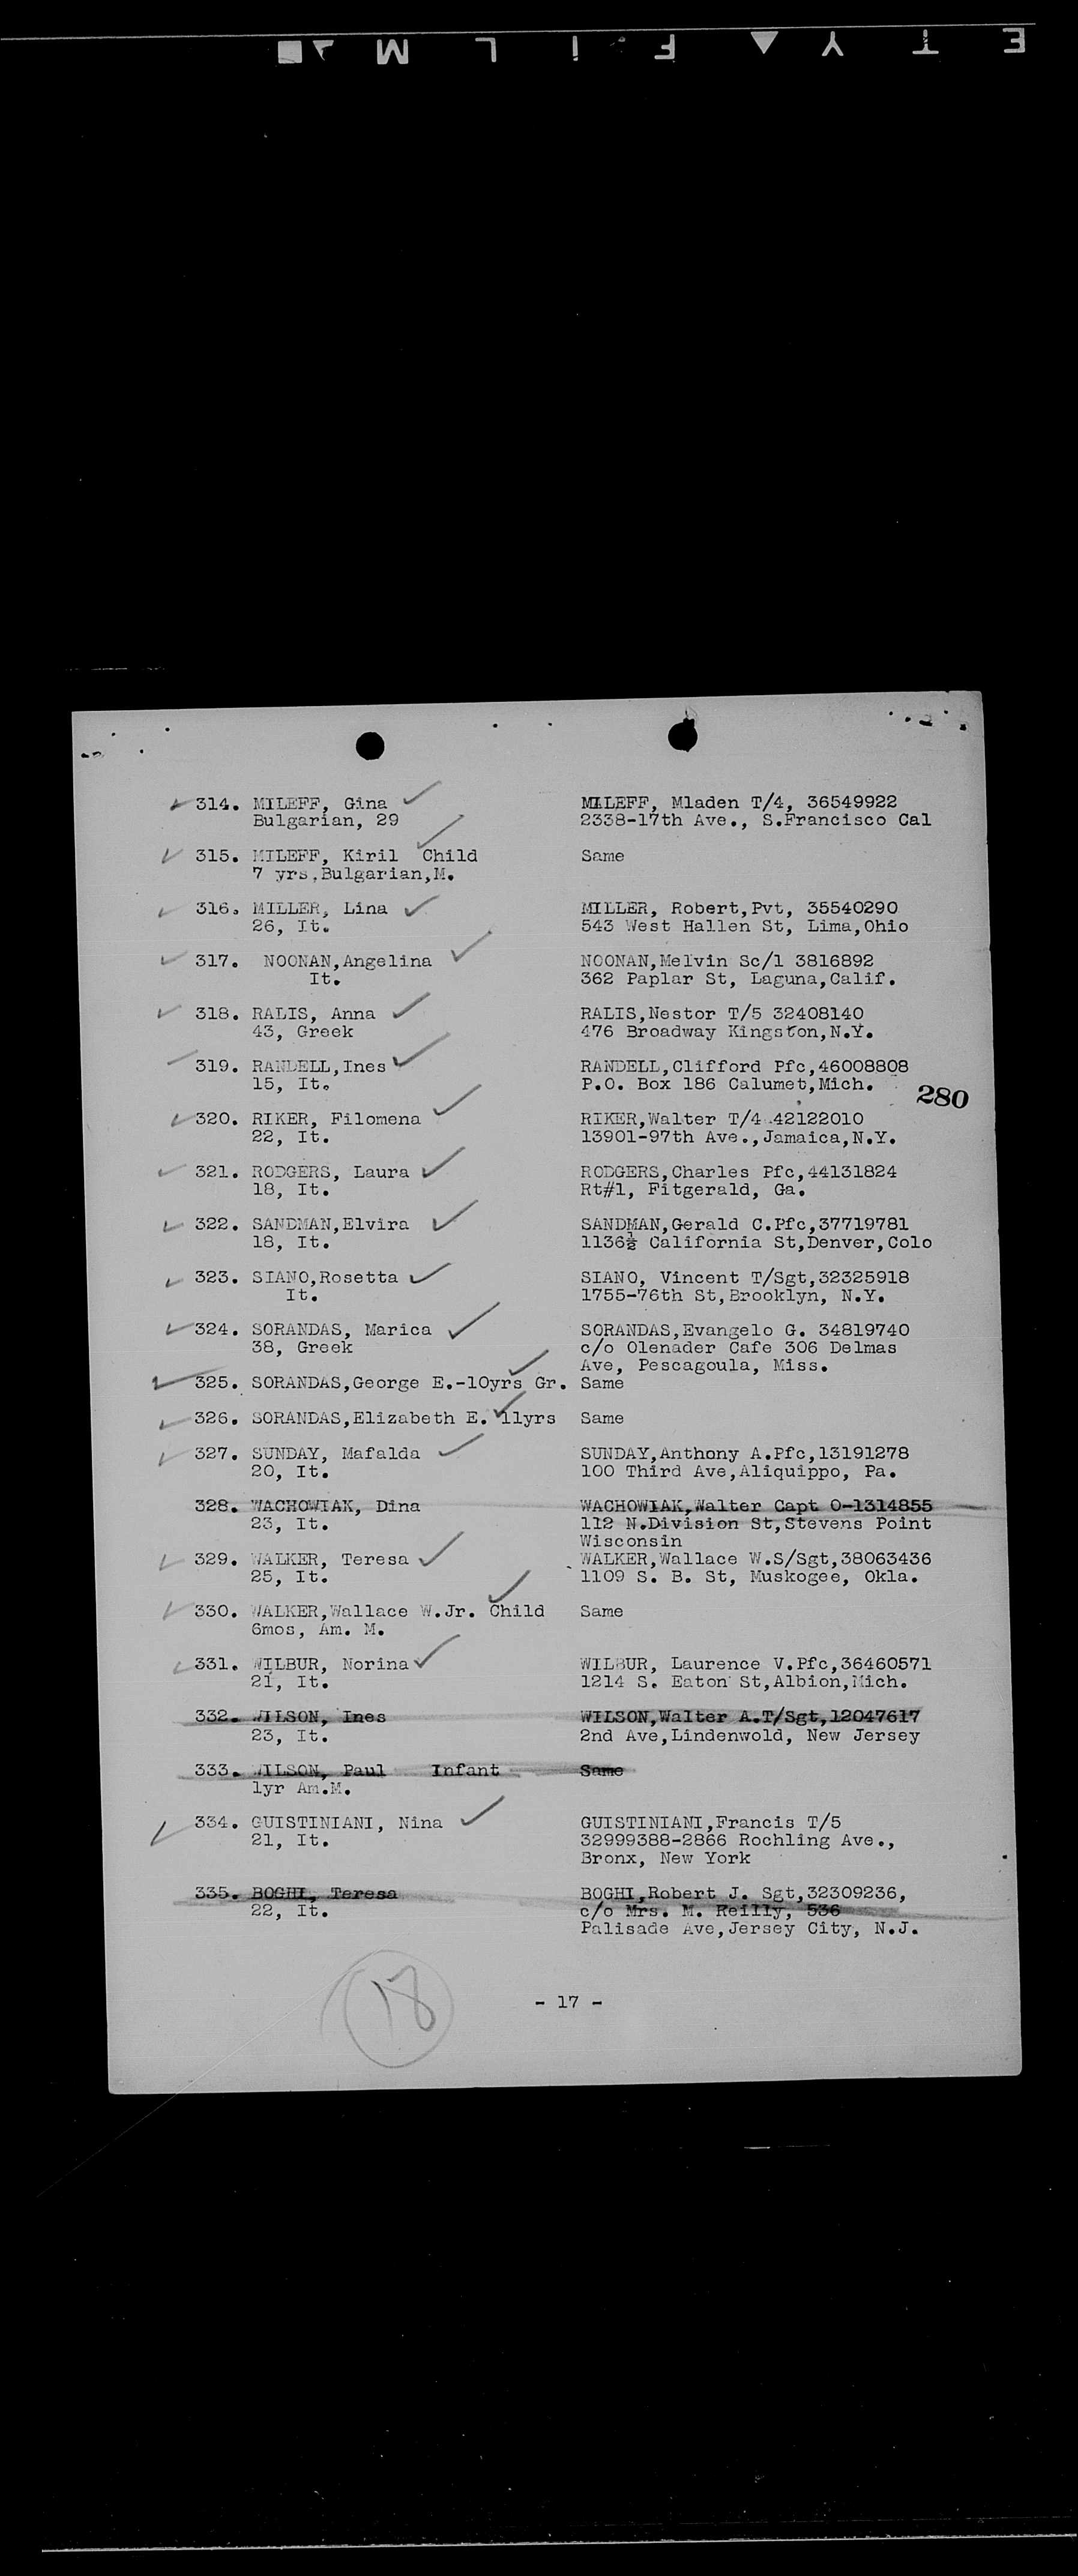 314. MILEFF, Gina MILEFF, Mladen T/4, 36549922
Bulgarian, 29 2338-17th Ave., S.Francisco Cal
315. MILEFF, Kiril Child Same
7 yrs,Bulgarian,M.
316. MILLER, Lina MILLER, Robert,Pvt, 35540290
26, It. 543 West Hallen St, Lima,Ohio
317. NOONAN,Angelina NOONAN,Melvin Sc/1 3816892
It. 362 Paplar St, Laguna,Calif.
318. RALIS, Anna RALIS,Nestor T/5 32408140
43, Greek 476 Broadway Kingston,N.Y.
319. RANDELL,Ines RANDELL,Clifford Pfc,46008808
15, It. P.O. Box 186 Calumet,Mich.
280
320. RIKER, Filomena RIKER,Walter T/4 42122010
22, It. 13901-97th Ave.,Jamaica,N.Y.
321. RODGERS, Laura RODGERS,Charles Pfc,44131824
18, It. Rt#1, Fitgerald, Ga.
322. SANDMAN,Elvira SANDMAN,Gerald C.Pfc,37719781
18, It. 1136½ California St,Denver,Colo
323. SIANO,Rosetta SIANO, Vincent T/Sgt,32325918
It. 1755-76th St,Brooklyn, N.Y.
324. SORANDAS, Marica SORANDAS,Evangelo G. 34819740
38, Greek c/o Olenader Cafe 306 Delmas
Ave, Pescagoula, Miss.
325. SORANDAS,George E.-10yrs Gr. Same
326. SORANDAS,Elizabeth E. 11yrs Same
327. SUNDAY, Mafalda SUNDAY,Anthony A.Pfc,13191278
20, It. 100 Third Ave,Aliquippo, Pa.
328. WACHOWIAK, Dina WACHOWIAK,Walter Capt O-1314855
23, It. 112 N.Division St,Stevens Point
Wisconsin
329. WALKER, Teresa WALKER,Wallace W.S/Sgt,38063436
25, It. 1109 S. B. St, Muskogee, Okla.
330. WALKER,Wallace W.Jr. Child Same
6mos, Am. M.
331. WILBUR, Norina WILBUR, Laurence V.Pfc,36460571
21, It. 1214 S. Eaton St,Albion,Mich.
332. WILSON, Ines WILSON,Walter A.T/Sgt,12047617
23, It. 2nd Ave,Lindenwold, New Jersey
333. WILSON, Paul Infant Same
1yr Am.M.
334. GUISTINIANI, Nina GUISTINIANI,Francis T/5
21, It. 32999388-2866 Rochling Ave.,
Bronx, New York
335. BOGHI, Teresa BOGHI,Robert J. Sgt,32309236,
22, It. c/o Mrs. M. Reilly, 536
Palisade Ave,Jersey City, N.J.
18
- 17 -